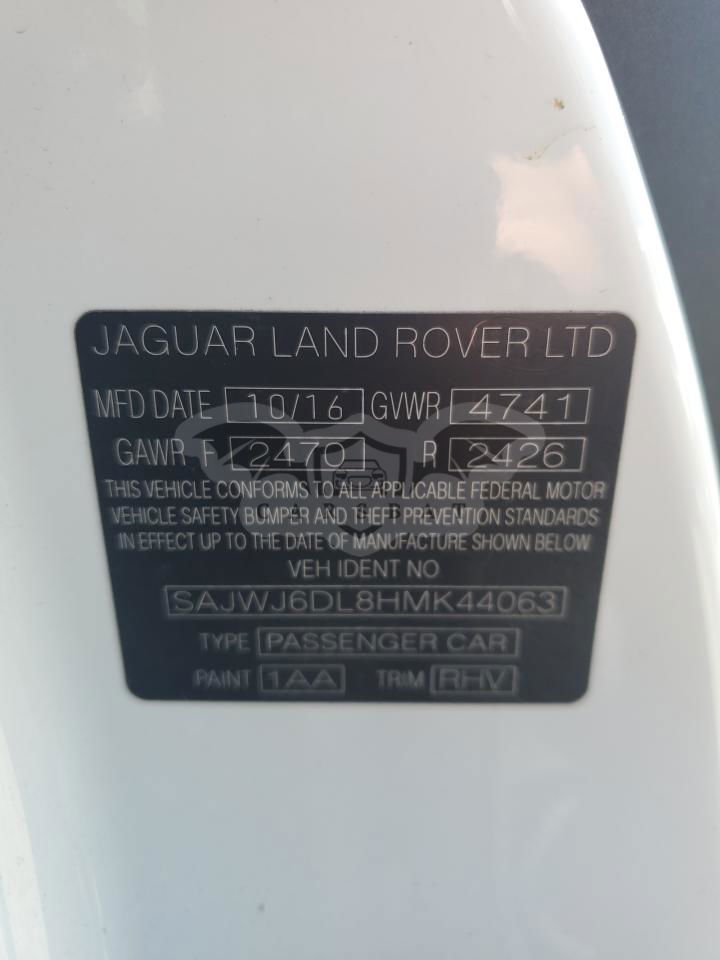 JAGUAR LAND ROVER LTD
MFD DATE 10/16 GVWR 4741
GAWR F 2470 R 2426
THIS VEHICLE CONFORMS TO ALL APPLICABLE FEDERAL MOTOR
VEHICLE SAFETY BUMPER AND THEFT PREVENTION STANDARDS
CARSBAT
IN EFFECT UP TO THE DATE OF MANUFACTURE SHOWN BELOW
VEH IDENT NO
SAJWJ6DL8HMK44063
TYPE PASSENGER CAR
PAINT 1AA TRIM RHV